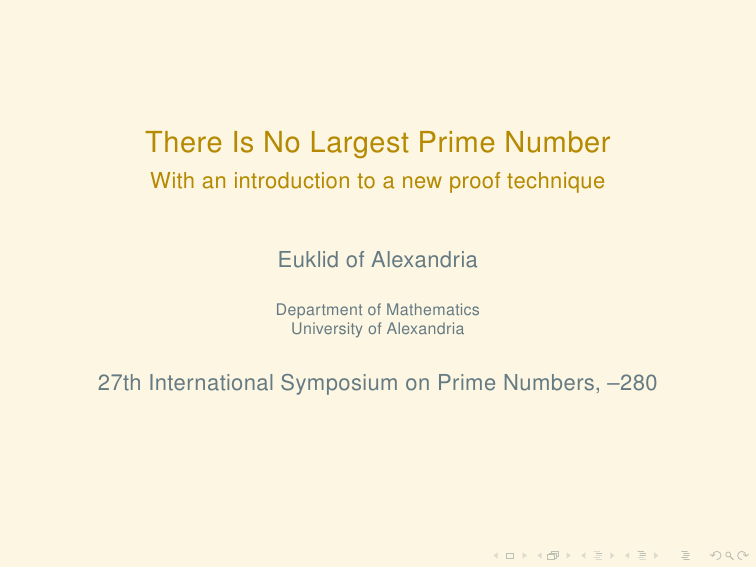 There Is No Largest Prime Number
With an introduction to a new proof technique
Euklid of Alexandria
Department of Mathematics
University of Alexandria
27th International Symposium on Prime Numbers, –280